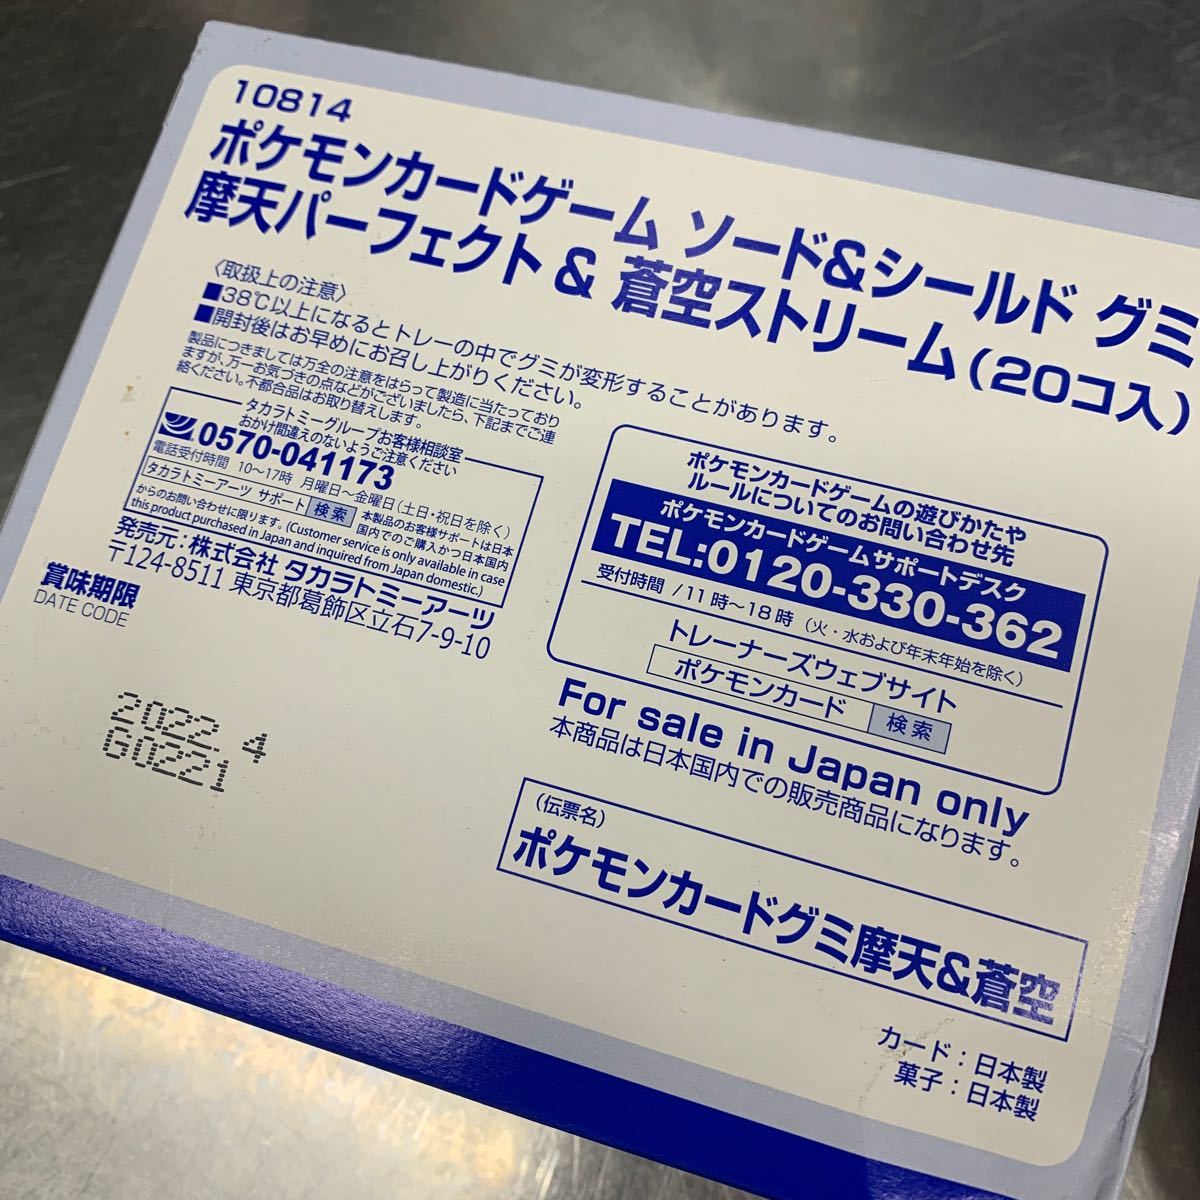 10814
ポケモンカードゲーム ソード&シールド グミ
摩天パーフェクト & 蒼空ストリーム(20コ入)
〈取扱上の注意〉
■38℃以上になるとトレーの中でグミが変形することがあります。
■開封後はお早めにお召し上がりください。
製品につきましては万全の注意をはらって製造に当たっており
ますが、万一お気づきの点などがございましたら、下記までご連
絡ください。不都合品はお取り替えします。
タカラトミーグループお客様相談室
おかけ間違えのないようご注意ください
0570-041173
電話受付時間 10〜17時 月曜日〜金曜日(土日・祝日を除く)
タカラトミーアーツ サポート 検索
本製品のお客様サポートは日本
国内でのご購入かつ日本国内
からのお問い合わせに限ります。(Customer service is only available in case
this product purchased in Japan and inquired from Japan domestic.)
発売元:株式会社 タカラトミーアーツ
〒124-8511 東京都葛飾区立石7-9-10
賞味期限
DATE CODE
2022. 4
G0221
ポケモンカードゲームの遊びかたや
ルールについてのお問い合わせ先
ポケモンカードゲームサポートデスク
TEL:0120-330-362
受付時間 / 11時〜18時 (火・水および年末年始を除く)
トレーナーズウェブサイト
ポケモンカード 検索
For sale in Japan only
本商品は日本国内での販売商品になります。
(伝票名)
ポケモンカードグミ摩天&蒼空
カード:日本製
菓子:日本製